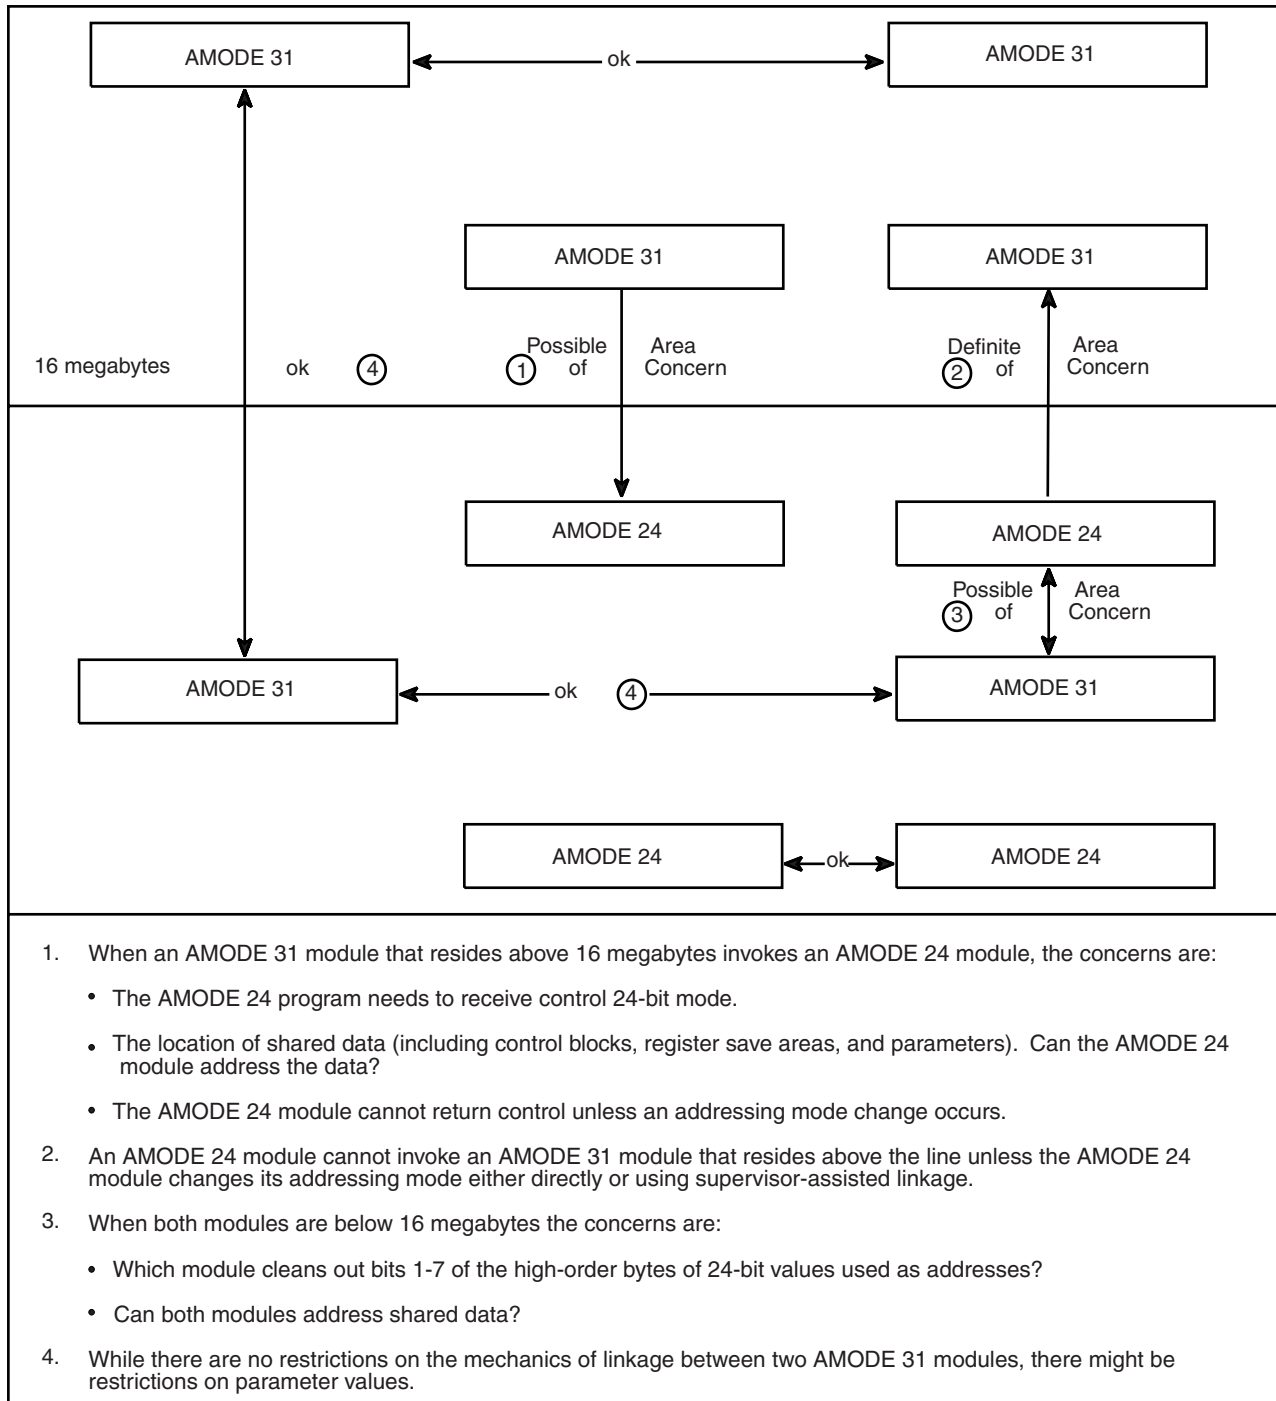 AMODE 31
ok
AMODE 31
AMODE 31
AMODE 31
16 megabytes
ok
4
Possible Area
1 of Concern
Definite Area
2 of Concern
AMODE 24
AMODE 24
Possible Area
3 of Concern
AMODE 31
ok
4
AMODE 31
AMODE 24
ok
AMODE 24
1. When an AMODE 31 module that resides above 16 megabytes invokes an AMODE 24 module, the concerns are:
• The AMODE 24 program needs to receive control 24-bit mode.
• The location of shared data (including control blocks, register save areas, and parameters). Can the AMODE 24
module address the data?
• The AMODE 24 module cannot return control unless an addressing mode change occurs.
2. An AMODE 24 module cannot invoke an AMODE 31 module that resides above the line unless the AMODE 24
module changes its addressing mode either directly or using supervisor-assisted linkage.
3. When both modules are below 16 megabytes the concerns are:
• Which module cleans out bits 1-7 of the high-order bytes of 24-bit values used as addresses?
• Can both modules address shared data?
4. While there are no restrictions on the mechanics of linkage between two AMODE 31 modules, there might be
restrictions on parameter values.